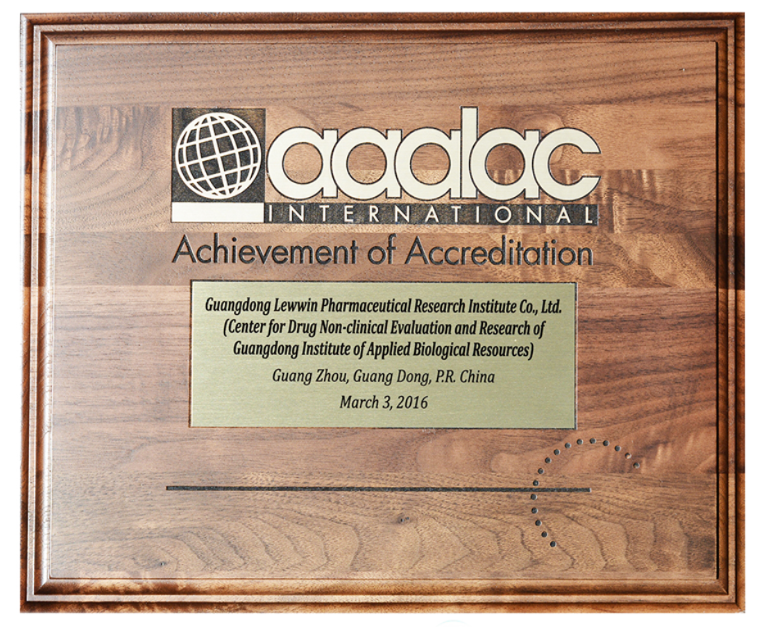 aaalac
INTERNATIONAL
Achievement of Accreditation
Guangdong Lewwin Pharmaceutical Research Institute Co., Ltd.
(Center for Drug Non-clinical Evaluation and Research of
Guangdong Institute of Applied Biological Resources)
Guang Zhou, Guang Dong, P.R. China
March 3, 2016